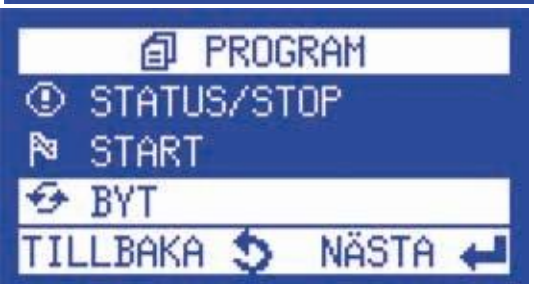 PROGRAM
STATUS/STOP
START
BYT
TILLBAKA NÄSTA